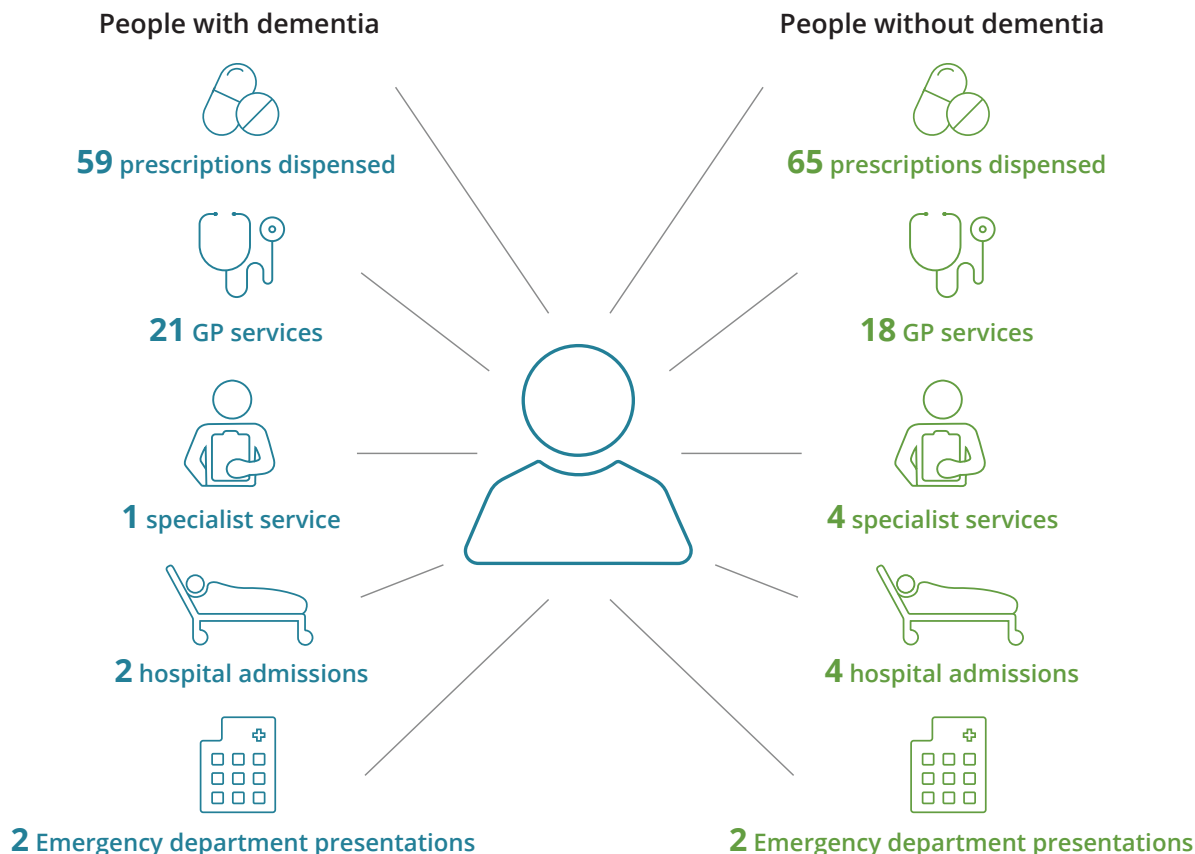 People with dementia
59 prescriptions dispensed
21 GP services
1 specialist service
2 hospital admissions
2 Emergency department presentations
People without dementia
65 prescriptions dispensed
18 GP services
4 specialist services
4 hospital admissions
2 Emergency department presentations